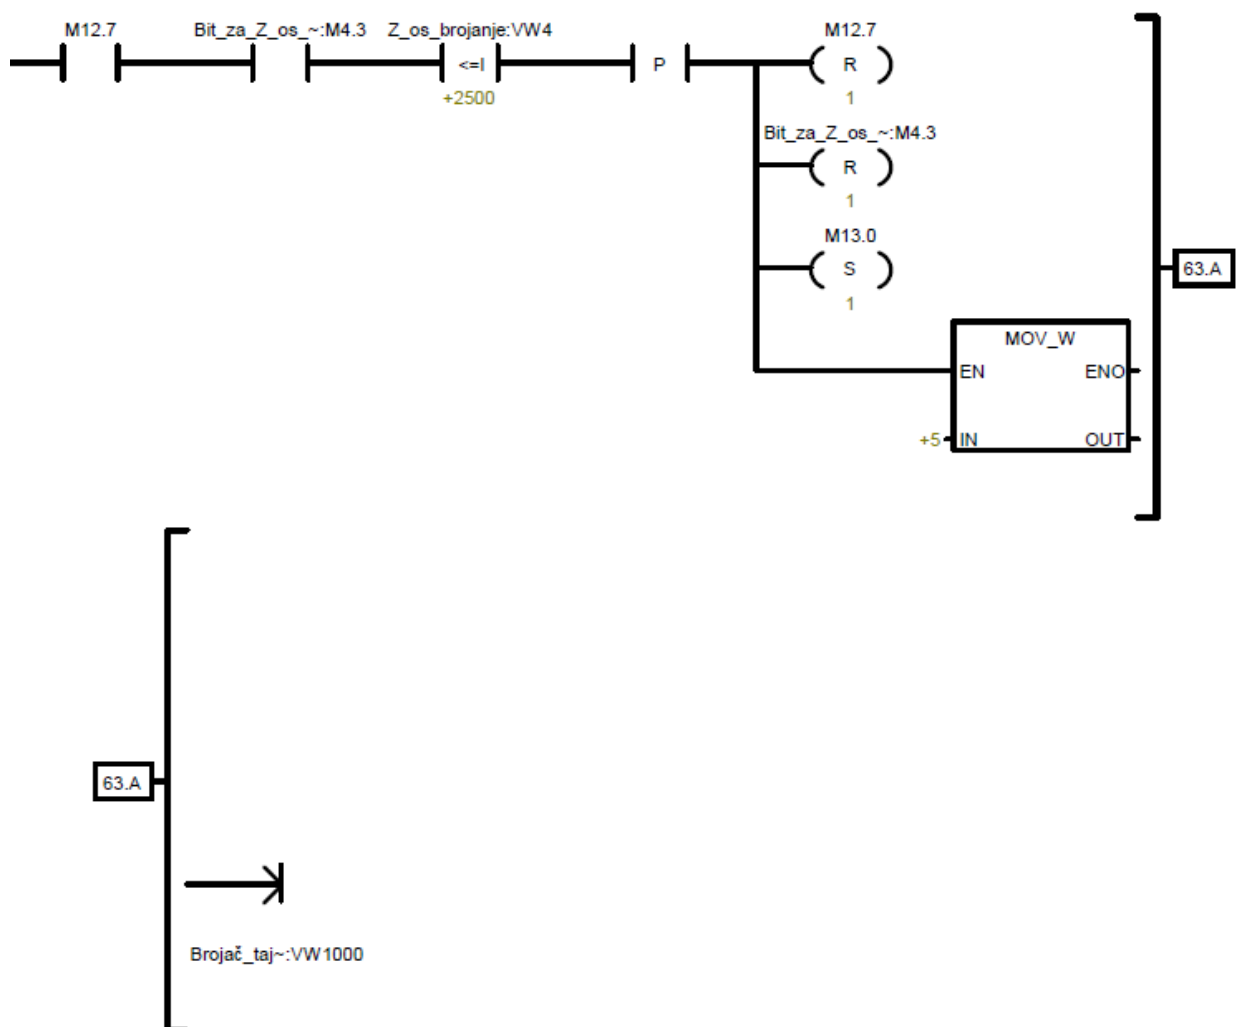 M12.7 Bit_za_Z_os_~:M4.3 Z_os_brojanje:VW4 M12.7
<=I P R
+2500 1
Bit_za_Z_os_~:M4.3
R
1
M13.0
S
1
63.A
MOV_W
EN ENO
+5 IN OUT
63.A
Brojač_taj~:VW1000